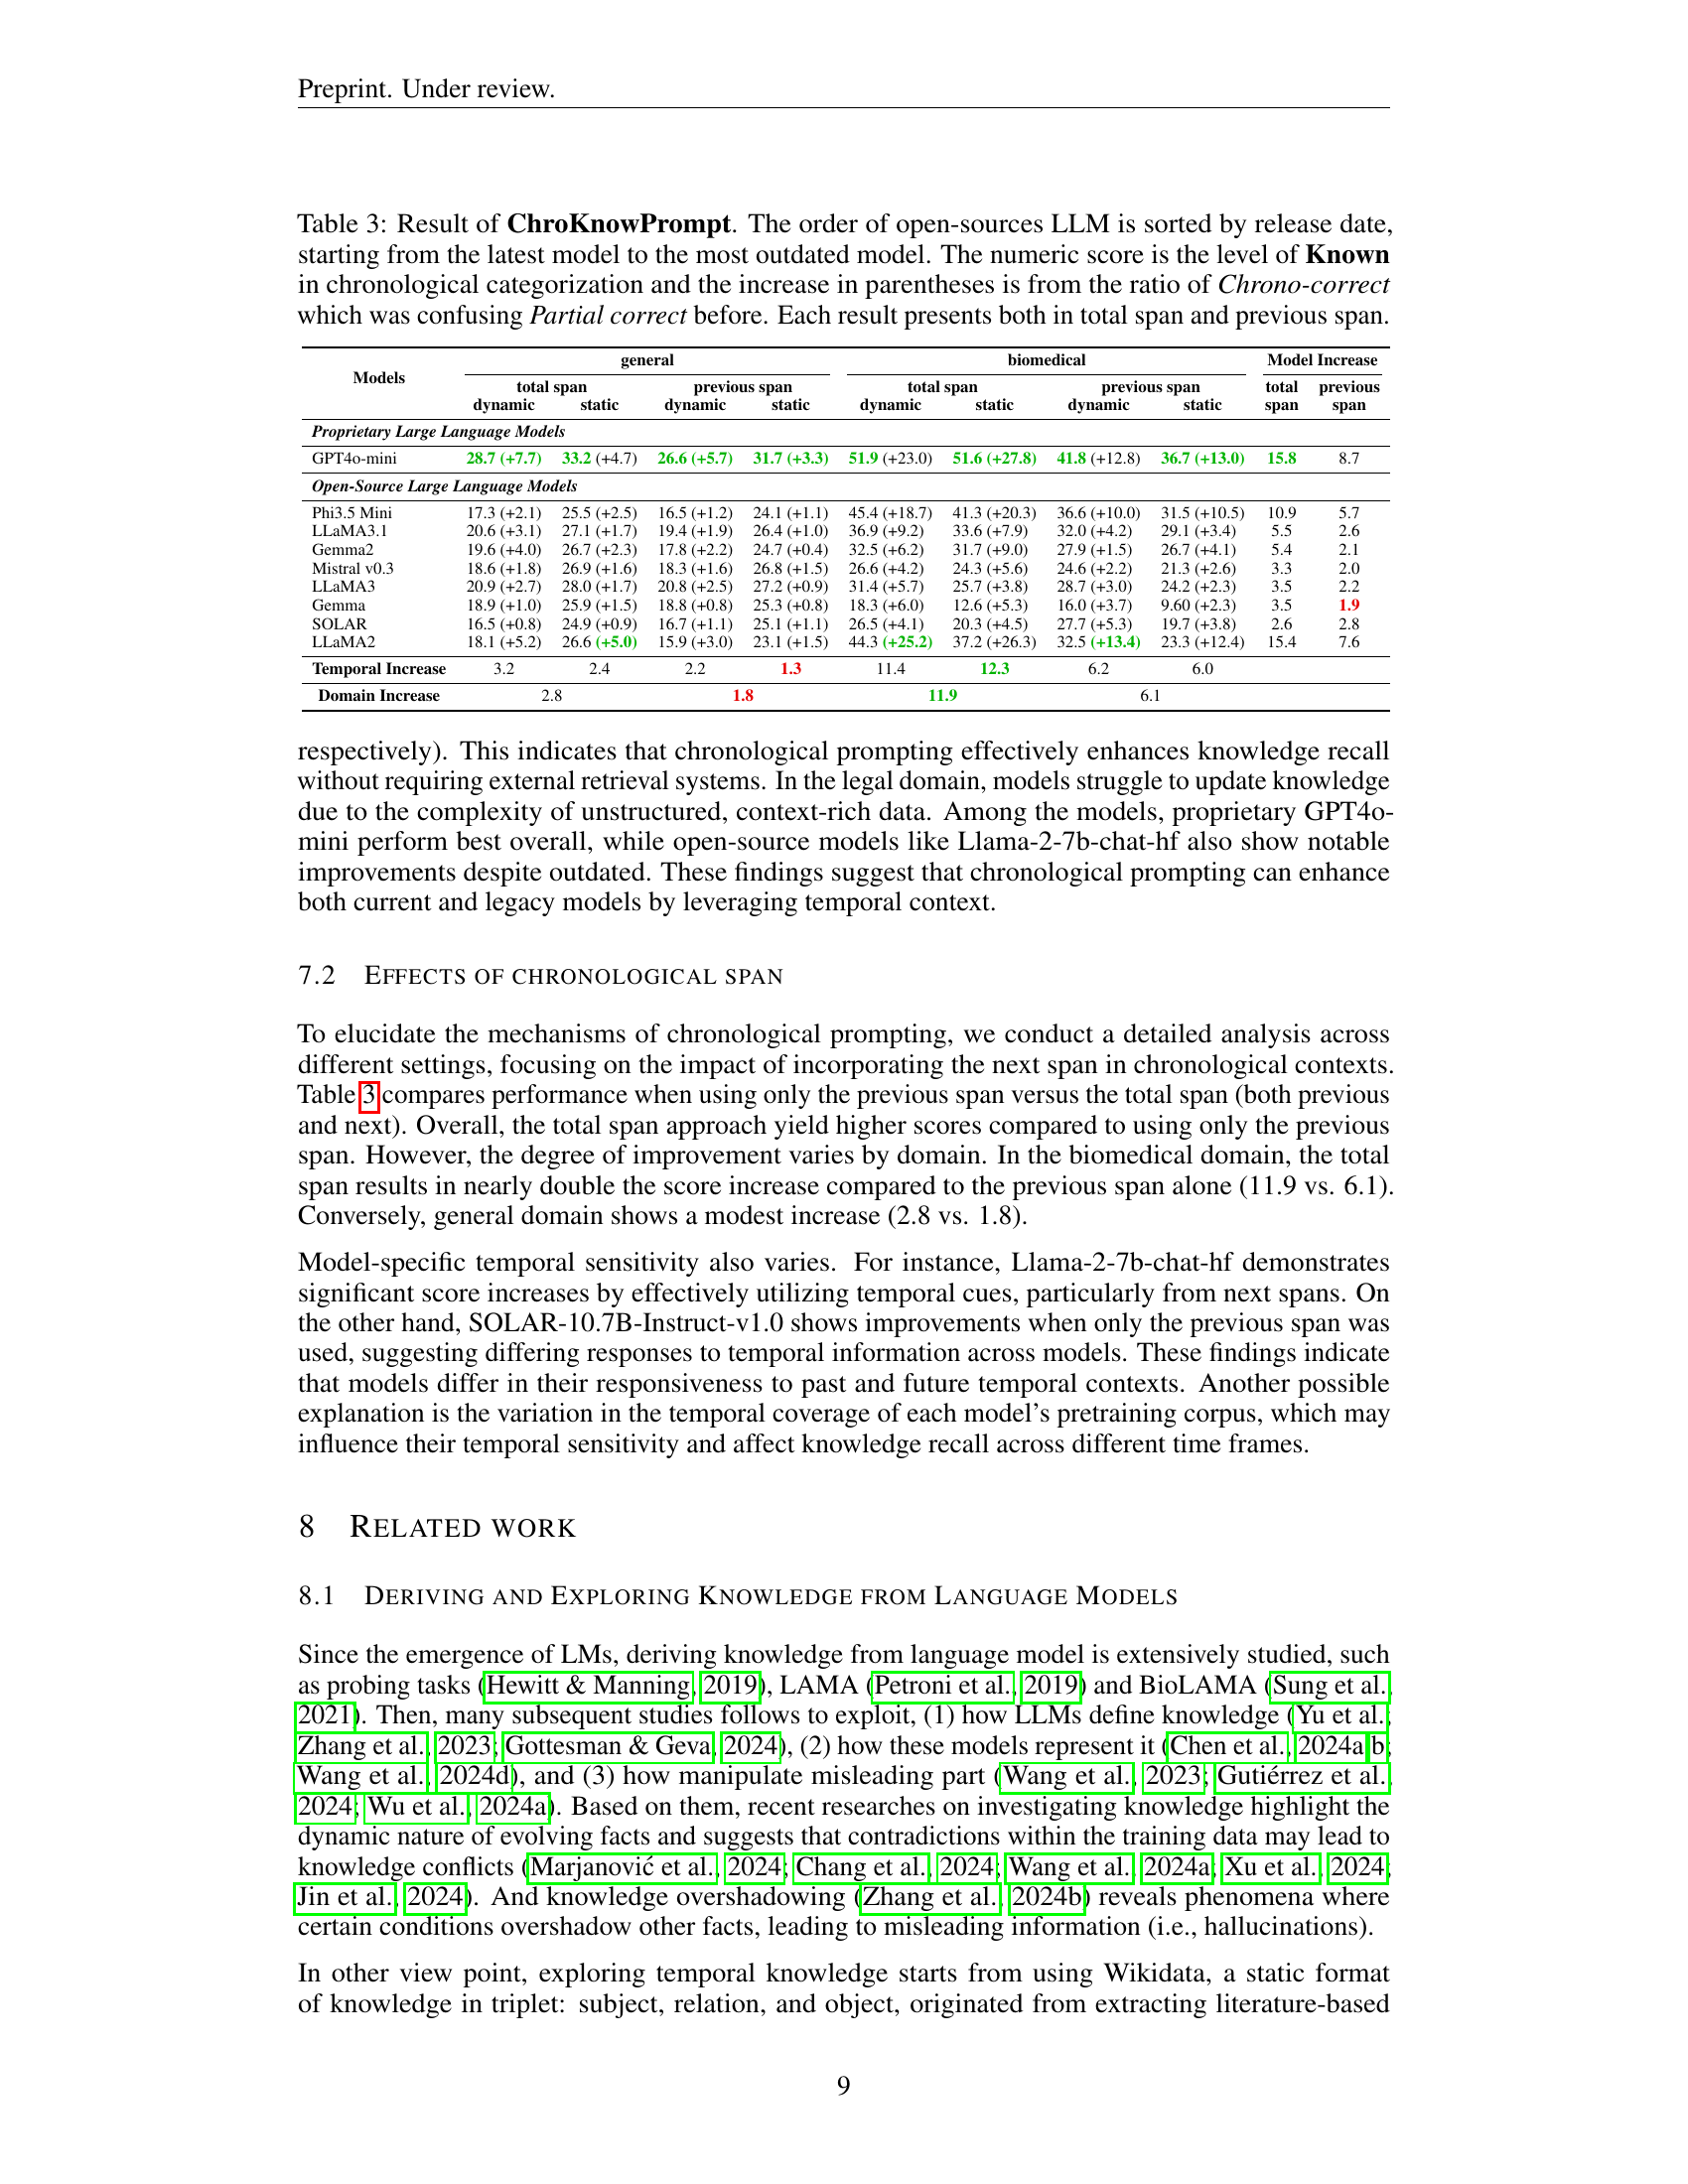 Preprint. Under review.
Table 3: Result of ChroKnowPrompt. The order of open-sources LLM is sorted by release date,
starting from the latest model to the most outdated model. The numeric score is the level of Known
in chronological categorization and the increase in parentheses is from the ratio of Chrono-correct
which was confusing Partial correct before. Each result presents both in total span and previous span.
Models general biomedical Model Increase
total span previous span total span previous span total previous
dynamic static dynamic static dynamic static dynamic static span span
Proprietary Large Language Models
GPT4o-mini 28.7 (+7.7) 33.2 (+4.7) 26.6 (+5.7) 31.7 (+3.3) 51.9 (+23.0) 51.6 (+27.8) 41.8 (+12.8) 36.7 (+13.0) 15.8 8.7
Open-Source Large Language Models
Phi3.5 Mini 17.3 (+2.1) 25.5 (+2.5) 16.5 (+1.2) 24.1 (+1.1) 45.4 (+18.7) 41.3 (+20.3) 36.6 (+10.0) 31.5 (+10.5) 10.9 5.7
LLaMA3.1 20.6 (+3.1) 27.1 (+1.7) 19.4 (+1.9) 26.4 (+1.0) 36.9 (+9.2) 33.6 (+7.9) 32.0 (+4.2) 29.1 (+3.4) 5.5 2.6
Gemma2 19.6 (+4.0) 26.7 (+2.3) 17.8 (+2.2) 24.7 (+0.4) 32.5 (+6.2) 31.7 (+9.0) 27.9 (+1.5) 26.7 (+4.1) 5.4 2.1
Mistral v0.3 18.6 (+1.8) 26.9 (+1.6) 18.3 (+1.6) 26.8 (+1.5) 26.6 (+4.2) 24.3 (+5.6) 24.6 (+2.2) 21.3 (+2.6) 3.3 2.0
LLaMA3 20.9 (+2.7) 28.0 (+1.7) 20.8 (+2.5) 27.2 (+0.9) 31.4 (+5.7) 25.7 (+3.8) 28.7 (+3.0) 24.2 (+2.3) 3.5 2.2
Gemma 18.9 (+1.0) 25.9 (+1.5) 18.8 (+0.8) 25.3 (+0.8) 18.3 (+6.0) 12.6 (+5.3) 16.0 (+3.7) 9.60 (+2.3) 3.5 1.9
SOLAR 16.5 (+0.8) 24.9 (+0.9) 16.7 (+1.1) 25.1 (+1.1) 26.5 (+4.1) 20.3 (+4.5) 27.7 (+5.3) 19.7 (+3.8) 2.6 2.8
LLaMA2 18.1 (+5.2) 26.6 (+5.0) 15.9 (+3.0) 23.1 (+1.5) 44.3 (+25.2) 37.2 (+26.3) 32.5 (+13.4) 23.3 (+12.4) 15.4 7.6
Temporal Increase 3.2 2.4 2.2 1.3 11.4 12.3 6.2 6.0
Domain Increase 2.8 1.8 11.9 6.1
respectively). This indicates that chronological prompting effectively enhances knowledge recall
without requiring external retrieval systems. In the legal domain, models struggle to update knowledge
due to the complexity of unstructured, context-rich data. Among the models, proprietary GPT4o-
mini perform best overall, while open-source models like Llama-2-7b-chat-hf also show notable
improvements despite outdated. These findings suggest that chronological prompting can enhance
both current and legacy models by leveraging temporal context.
7.2 EFFECTS OF CHRONOLOGICAL SPAN
To elucidate the mechanisms of chronological prompting, we conduct a detailed analysis across
different settings, focusing on the impact of incorporating the next span in chronological contexts.
Table 3 compares performance when using only the previous span versus the total span (both previous
and next). Overall, the total span approach yield higher scores compared to using only the previous
span. However, the degree of improvement varies by domain. In the biomedical domain, the total
span results in nearly double the score increase compared to the previous span alone (11.9 vs. 6.1).
Conversely, general domain shows a modest increase (2.8 vs. 1.8).
Model-specific temporal sensitivity also varies. For instance, Llama-2-7b-chat-hf demonstrates
significant score increases by effectively utilizing temporal cues, particularly from next spans. On
the other hand, SOLAR-10.7B-Instruct-v1.0 shows improvements when only the previous span was
used, suggesting differing responses to temporal information across models. These findings indicate
that models differ in their responsiveness to past and future temporal contexts. Another possible
explanation is the variation in the temporal coverage of each model's pretraining corpus, which may
influence their temporal sensitivity and affect knowledge recall across different time frames.
8 RELATED WORK
8.1 DERIVING AND EXPLORING KNOWLEDGE FROM LANGUAGE MODELS
Since the emergence of LMs, deriving knowledge from language model is extensively studied, such
as probing tasks (Hewitt & Manning, 2019), LAMA (Petroni et al., 2019) and BioLAMA (Sung et al.,
2021). Then, many subsequent studies follows to exploit, (1) how LLMs define knowledge (Yu et al.;
Zhang et al., 2023; Gottesman & Geva, 2024), (2) how these models represent it (Chen et al., 2024a;b;
Wang et al., 2024d), and (3) how manipulate misleading part (Wang et al., 2023; Gutiérrez et al.,
2024; Wu et al., 2024a). Based on them, recent researches on investigating knowledge highlight the
dynamic nature of evolving facts and suggests that contradictions within the training data may lead to
knowledge conflicts (Marjanović et al., 2024; Chang et al., 2024; Wang et al., 2024a; Xu et al., 2024;
Jin et al., 2024). And knowledge overshadowing (Zhang et al., 2024b) reveals phenomena where
certain conditions overshadow other facts, leading to misleading information (i.e., hallucinations).
In other view point, exploring temporal knowledge starts from using Wikidata, a static format
of knowledge in triplet: subject, relation, and object, originated from extracting literature-based
9